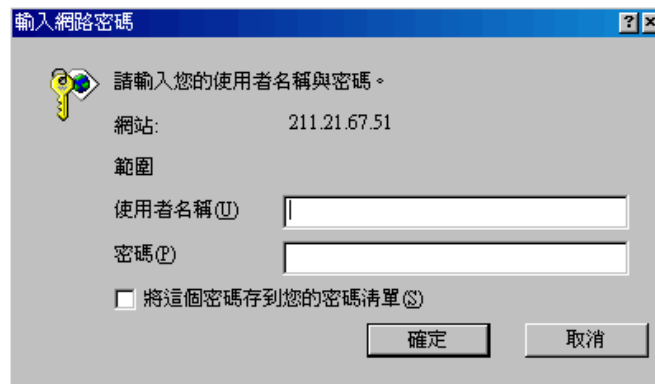 輸入網路密碼
請輸入您的使用者名稱與密碼。
網站: 211.21.67.51
範圍
使用者名稱(U)
密碼(P)
將這個密碼存到您的密碼清單(S)
確定 取消